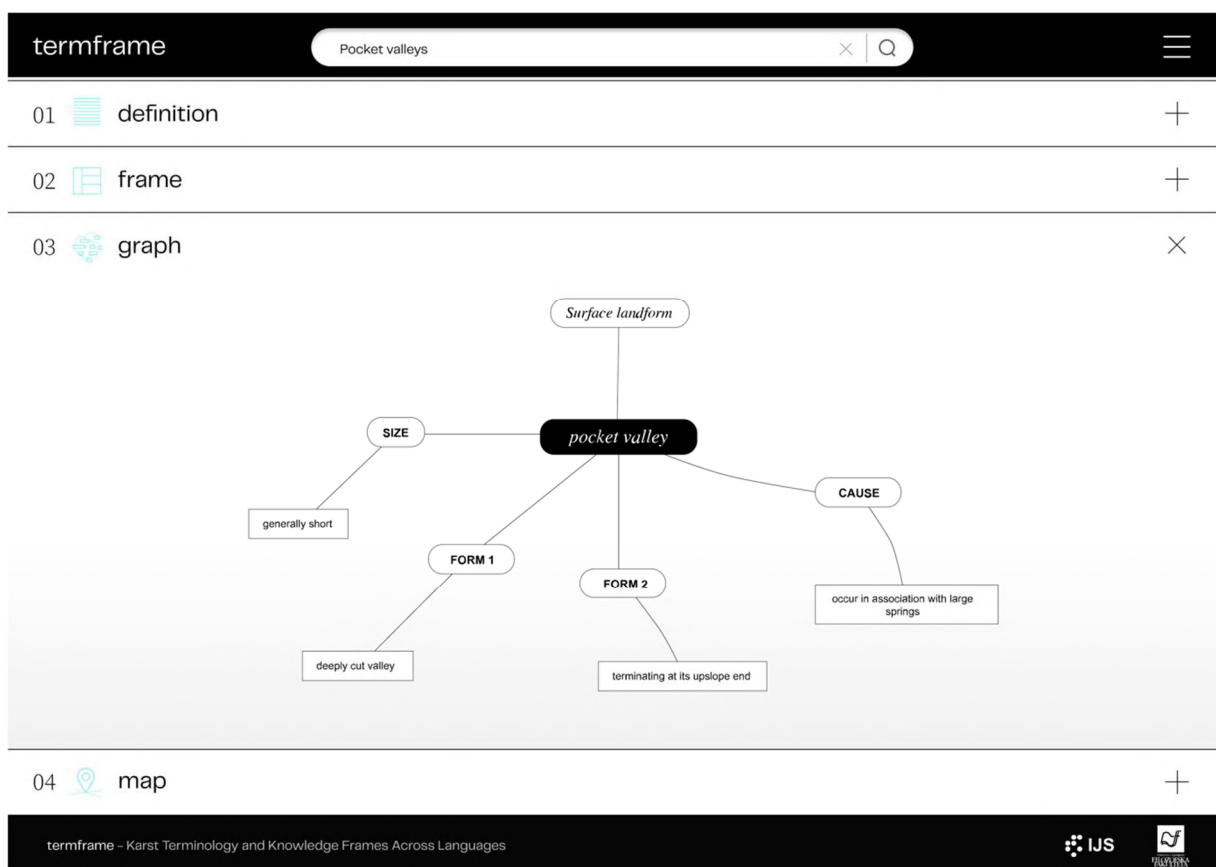 termframe
Pocket valleys
01 definition
02 frame
03 graph
Surface landform
SIZE
pocket valley
CAUSE
generally short
FORM 1
FORM 2
occur in association with large
springs
deeply cut valley
terminating at its upslope end
04 map
termframe – Karst Terminology and Knowledge Frames Across Languages
IJS
FILOZOFSKA
FAKULTETA